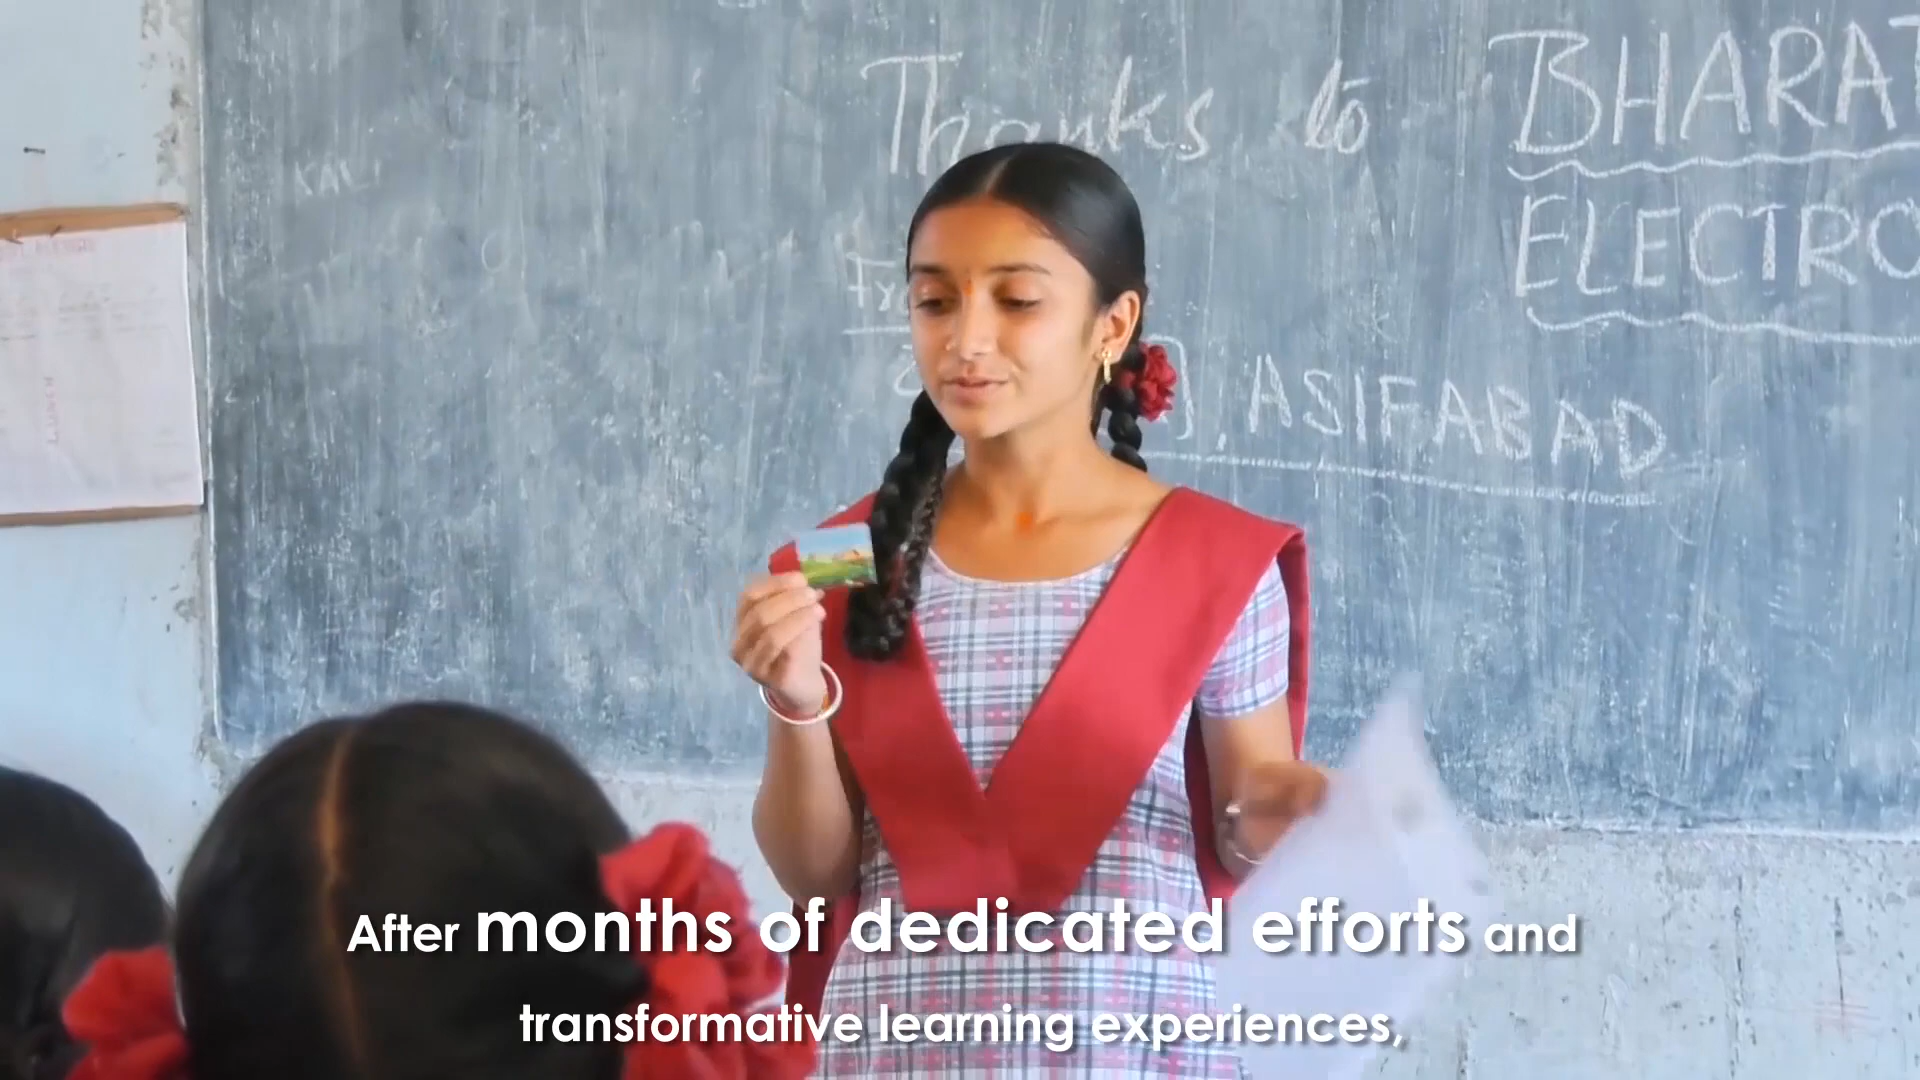 Thanks to BHARAT
ELECTRO
, ASIFABAD
After months of dedicated efforts and
transformative learning experiences,